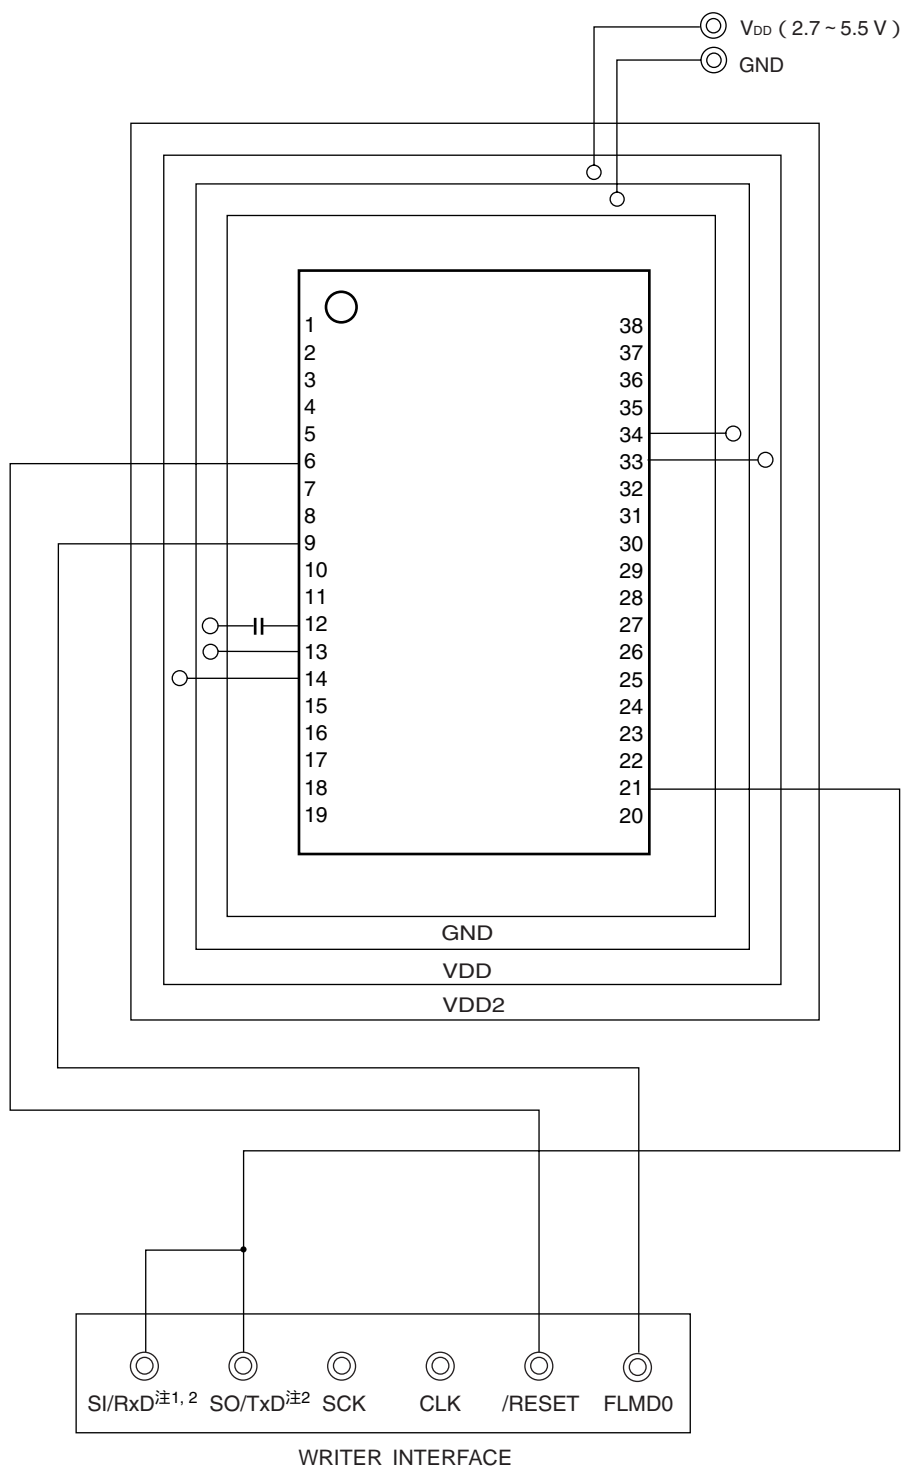 VDD ( 2.7 ~ 5.5 V )
GND
1 38
2 37
3 36
4 35
5 34
6 33
7 32
8 31
9 30
10 29
11 28
12 27
13 26
14 25
15 24
16 23
17 22
18 21
19 20
GND
VDD
VDD2
SI/RxD注1, 2 SO/TxD注2 SCK CLK /RESET FLMD0
WRITER INTERFACE